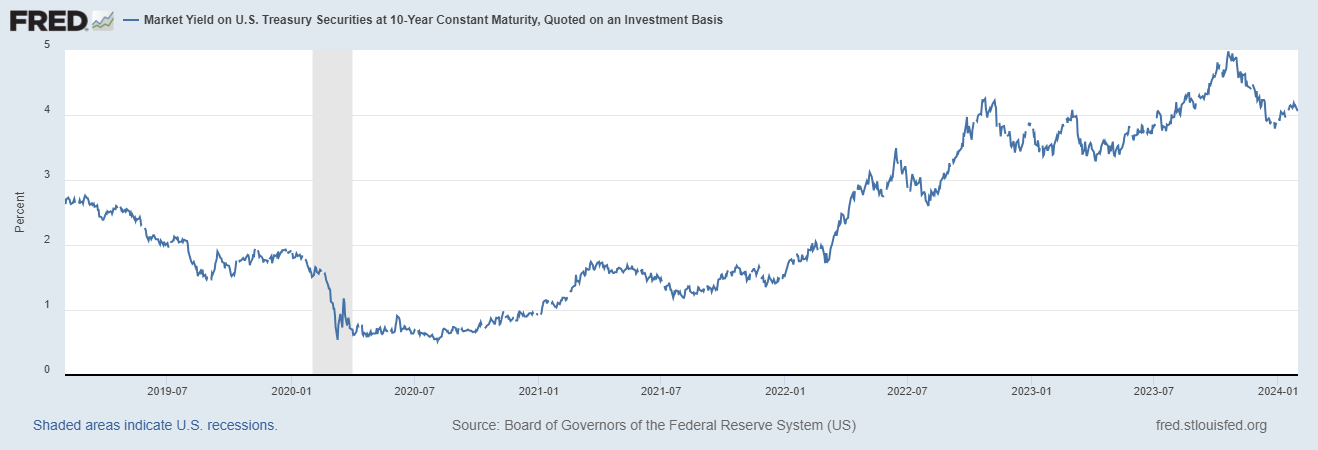 FRED. Market Yield on U.S. Treasury Securities at 10-Year Constant Maturity, Quoted on an Investment Basis
5
4
3
2
1
0
Percent
2019-07 2020-01 2020-07 2021-01 2021-07 2022-01 2022-07 2023-01 2023-07 2024-01
Shaded areas indicate U.S. recessions. Source: Board of Governors of the Federal Reserve System (US) fred.stlouisfed.org